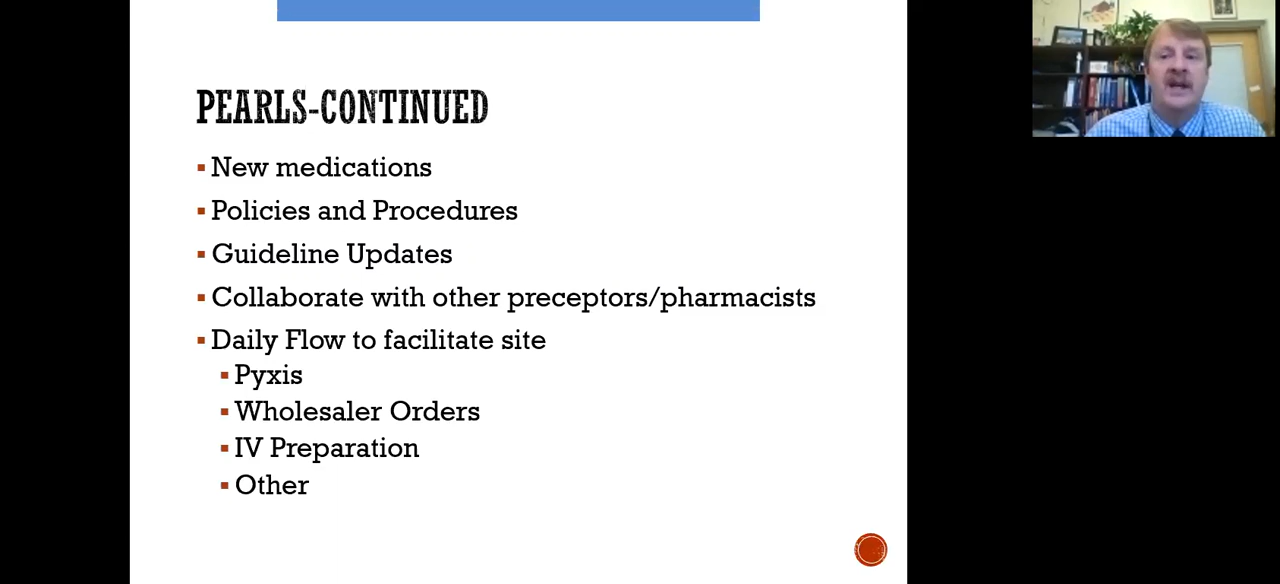 PEARLS-CONTINUED
▪ New medications
▪ Policies and Procedures
▪ Guideline Updates
▪ Collaborate with other preceptors/pharmacists
▪ Daily Flow to facilitate site
▪ Pyxis
▪ Wholesaler Orders
▪ IV Preparation
▪ Other